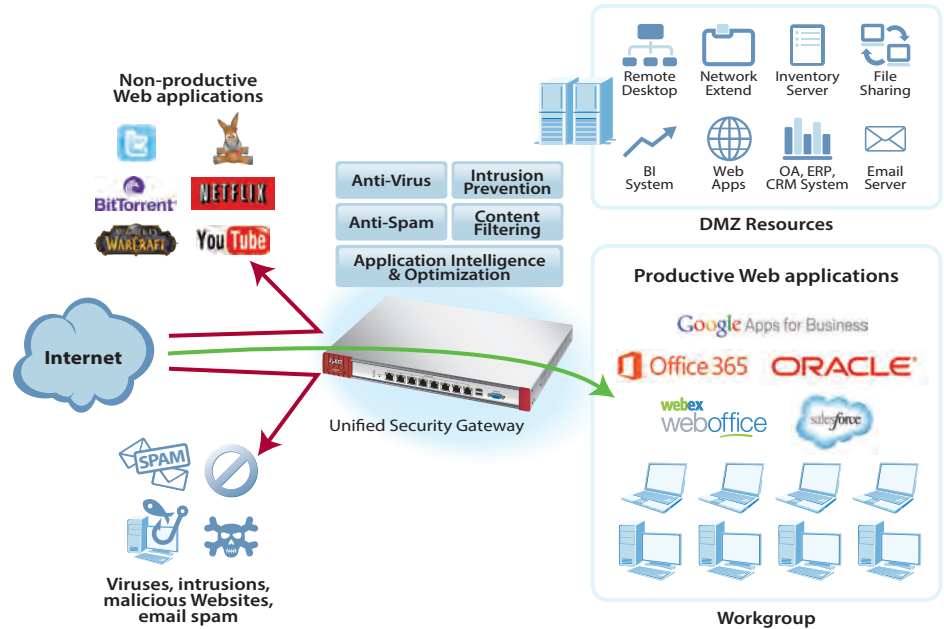 Non-productive
Web applications
BitTorrent
NETFLIX
WORLD
WARCRAFT
You Tube
Internet
SPAM
Viruses, intrusions,
malicious Websites,
email spam
Anti-Virus
Intrusion
Prevention
Anti-Spam
Content
Filtering
Application Intelligence
& Optimization
ZyXEL
Unified Security Gateway
Remote
Desktop
Network
Extend
Inventory
Server
File
Sharing
BI
System
Web
Apps
OA, ERP,
CRM System
Email
Server
DMZ Resources
Productive Web applications
Google Apps for Business
Office 365
ORACLE
webex
weboffice
salesforce
Workgroup